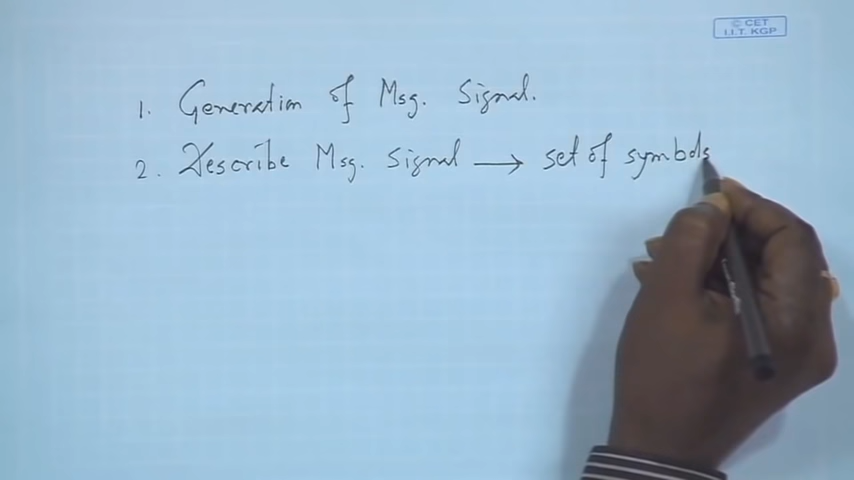 © CET
I.I.T. KGP
1. Generation of Msg. Signal.
2. Describe Msg. Signal → set of symbols